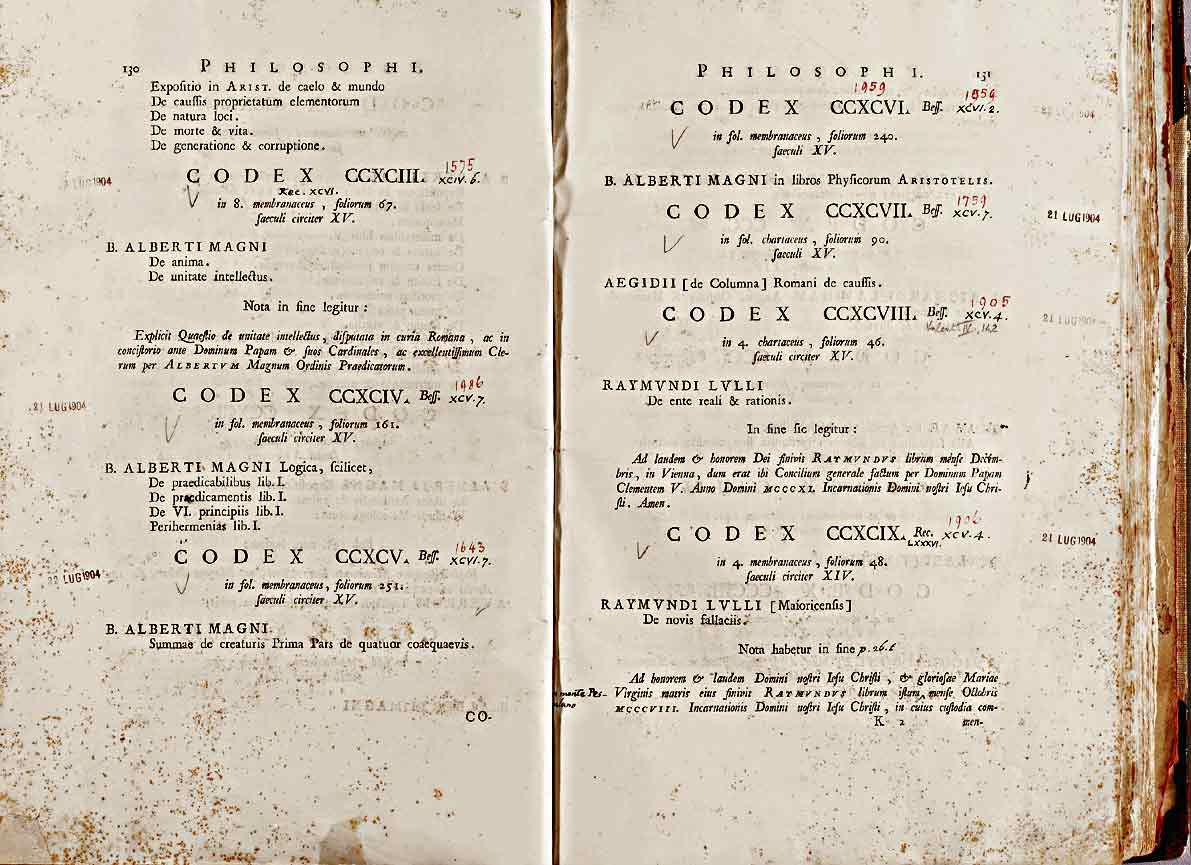 130 PHILOSOPHI.
Expoſitio in ARIST. de caelo & mundo
De cauſſis proprietatum elementorum
De natura loci.
De morte & vita.
De generatione & corruptione.
1575
CODEX CCXCIII. XCIV. 6.
Rec. XCVI.
in 8. membranaceus, foliorum 67.
ſaeculi circiter XV.
B. ALBERTI MAGNI
De anima.
De unitate intellectus.
Nota in fine legitur:
Explicit Quaeſtio de unitate intellectus, diſputata in curia Romana, ac in
conciſtorio ante Dominum Papam & ſuos Cardinales, ac excellentiſſimum Cle-
rum per ALBERTVM Magnum Ordinis Praedicatorum.
1986
CODEX CCXCIV. Beſſ. XCV. 7.
21 LUG 1904
in fol. membranaceus, foliorum 161.
ſaeculi circiter XV.
B. ALBERTI MAGNI Logica, ſcilicet,
De praedicabilibus lib. I.
De praedicamentis lib. I.
De VI. principiis lib. I.
Perihermenias lib. I.
1643
CODEX CCXCV. Beſſ. XCVI. 7.
LUG 1904
in fol. membranaceus, foliorum 251.
ſaeculi circiter XV.
B. ALBERTI MAGNI.
Summae de creaturis Prima Pars de quatuor coaequaevis.
CO-
PHILOSOPHI. 131
1959
CODEX CCXCVI. Beſſ. XCVI. 2.
in fol. membranaceus, foliorum 240.
ſaeculi XV.
B. ALBERTI MAGNI in libros Phyſicorum ARISTOTELIS.
1759
CODEX CCXCVII. Beſſ. XCV. 7.
21 LUG 1904
in fol. chartaceus, foliorum 90.
ſaeculi XV.
AEGIDII [de Columna] Romani de cauſſis.
1905
CODEX CCXCVIII. Beſſ. XCV. 4.
in 4. chartaceus, foliorum 46.
ſaeculi circiter XV.
RAYMVNDI LVLLI
De ente reali & rationis.
In fine ſic legitur:
Ad laudem & honorem Dei finivit RAYMVNDVS librum menſe Decem-
bris, in Vienna, dum erat ibi Concilium generale factum per Dominum Papam
Clementem V. Anno Domini MCCCXI. Incarnationis Domini noſtri Ieſu Chri-
ſti. Amen.
1906
CODEX CCXCIX. Rec. XCV. 4.
LXXXVI.
21 LUG 1904
in 4. membranaceus, foliorum 48.
ſaeculi circiter XIV.
RAYMVNDI LVLLI [Maioricenſis]
De novis fallaciis.
Nota habetur in fine p. 26.
Ad honorem & laudem Domini noſtri Ieſu Chriſti, & glorioſae Mariae
Virginis matris eius finivit RAYMVNDVS librum iſtum menſe Octobris
MCCCVIII. Incarnationis Domini noſtri Ieſu Chriſti, in cuius cuſtodia com-
K 2 men-